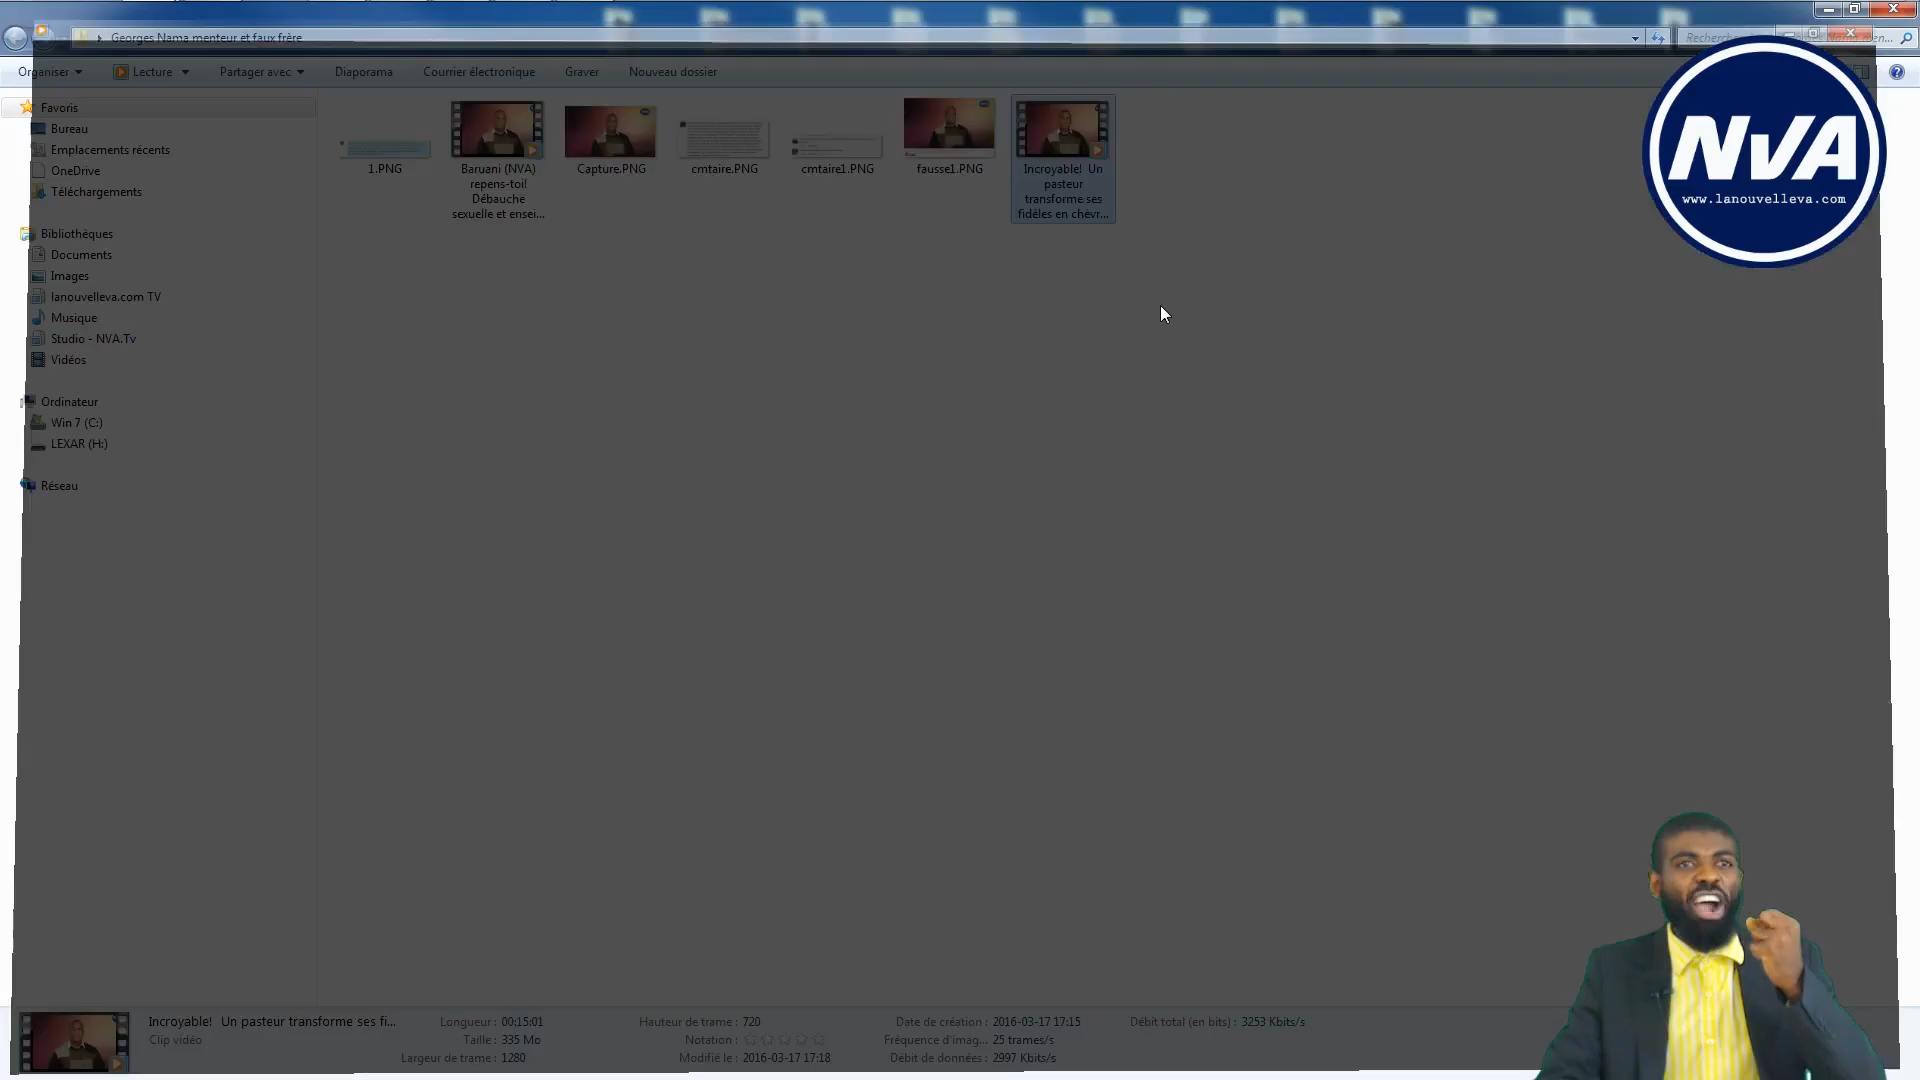 Georges Nama menteur et faux frère
Organiser
Lecture
Partager avec
Diaporama
Courrier électronique
Graver
Nouveau dossier
Favoris
Bureau
Emplacements récents
OneDrive
Téléchargements
Bibliothèques
Documents
Images
lanouvelleva.com TV
Musique
Studio - NVA.Tv
Vidéos
Ordinateur
Win 7 (C:)
LEXAR (H:)
Réseau
1.PNG
Baruani (NVA)
repens-toi!
Débauche
sexuelle et ensei...
Capture.PNG
cmtaire.PNG
cmtaire1.PNG
fausse1.PNG
Incroyable! Un
pasteur
transforme ses
fidèles en chèvr...
NVA
www.lanouvelleva.com
Incroyable! Un pasteur transforme ses fi...
Clip vidéo
Longueur : 00:15:01
Taille : 335 Mo
Largeur de trame : 1280
Hauteur de trame : 720
Notation :
Modifié le : 2016-03-17 17:18
Date de création : 2016-03-17 17:15
Fréquence d'imag... 25 trames/s
Débit de données : 2997 Kbits/s
Débit total (en bits) : 3253 Kbits/s